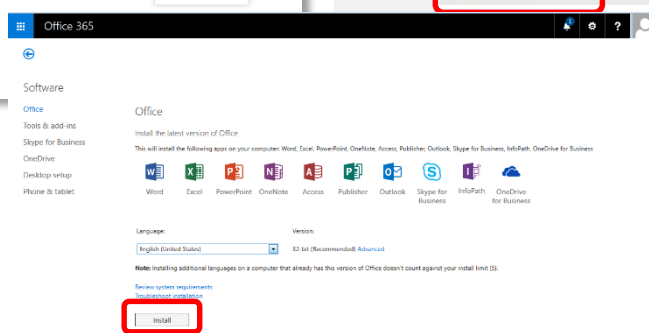 Office 365
1
?
Software
Office
Tools & add-ins
Skype for Business
OneDrive
Desktop setup
Phone & tablet
Office
Install the latest version of Office
This will install the following apps on your computer: Word, Excel, PowerPoint, OneNote, Access, Publisher, Outlook, Skype for Business, InfoPath, OneDrive for Business
Word Excel PowerPoint OneNote Access Publisher Outlook Skype for Business InfoPath OneDrive for Business
Language: Version:
English (United States) 32-bit (Recommended) Advanced
Note: Installing additional languages on a computer that already has this version of Office doesn't count against your install limit (5).
Review system requirements
Troubleshoot installation
Install